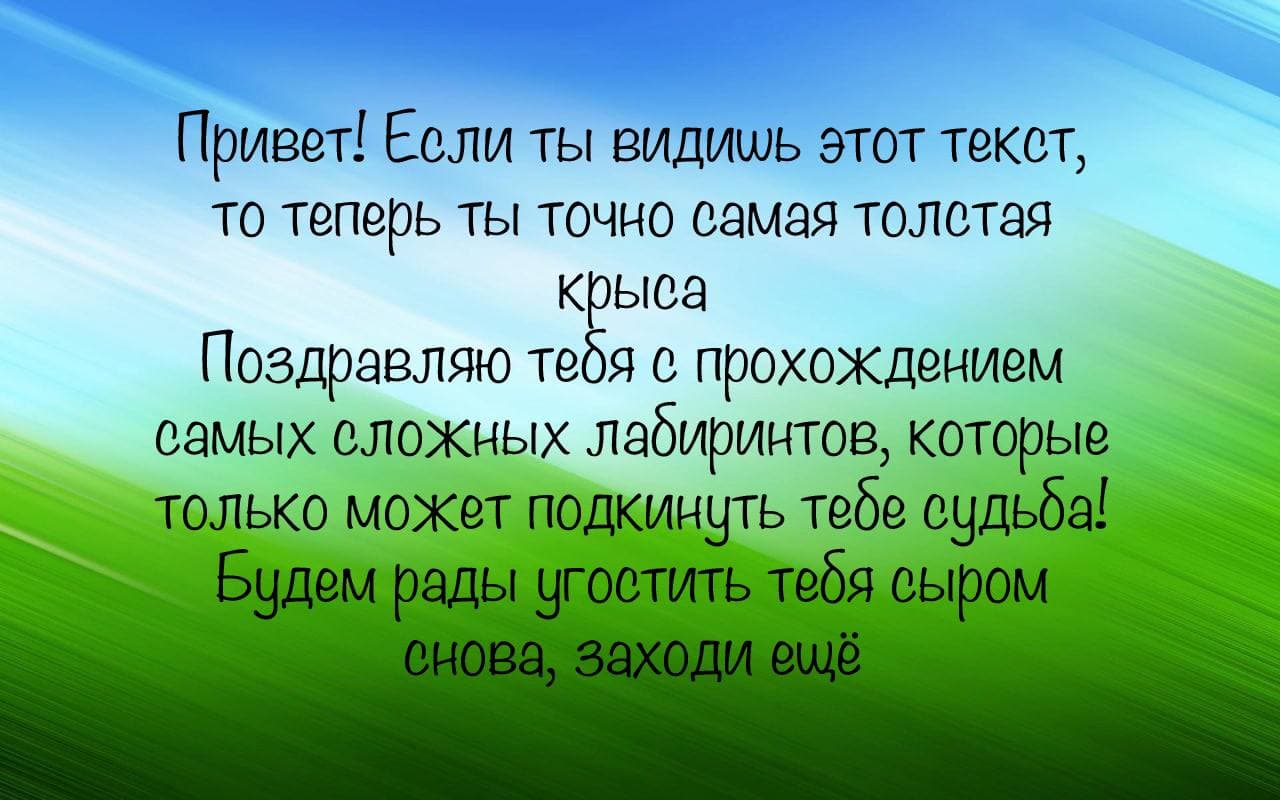 Привет! Если ты видишь этот текст,
то теперь ты точно самая толстая
крыса
Поздравляю тебя с прохождением
самых сложных лабиринтов, которые
только может подкинуть тебе судьба!
Будем рады угостить тебя сыром
снова, заходи ещё